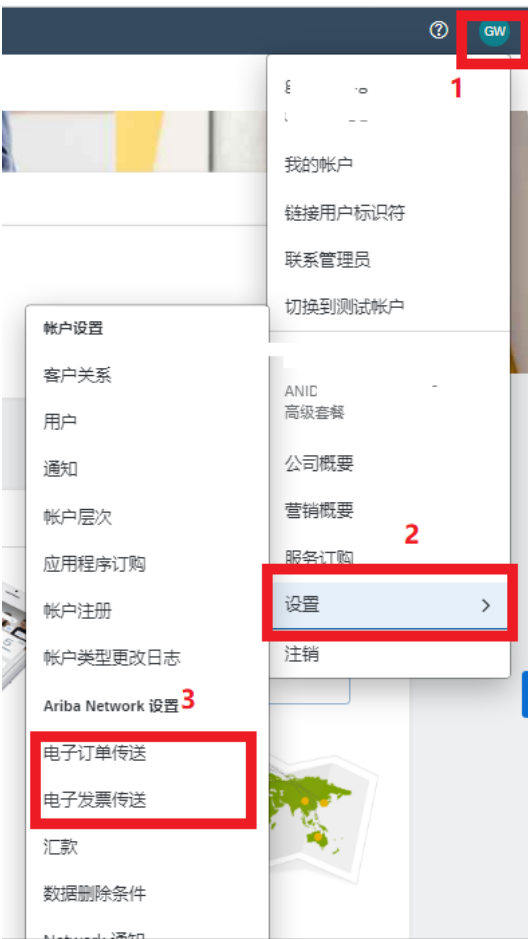 GW
1
我的帐户
链接用户标识符
联系管理员
切换到测试帐户
ANID
高级套餐
公司概要
营销概要
2
服务订购
设置
注销
帐户设置
客户关系
用户
通知
帐户层次
应用程序订购
帐户注册
帐户类型更改日志
Ariba Network 设置
3
电子订单传送
电子发票传送
汇款
数据删除条件
Network 通知